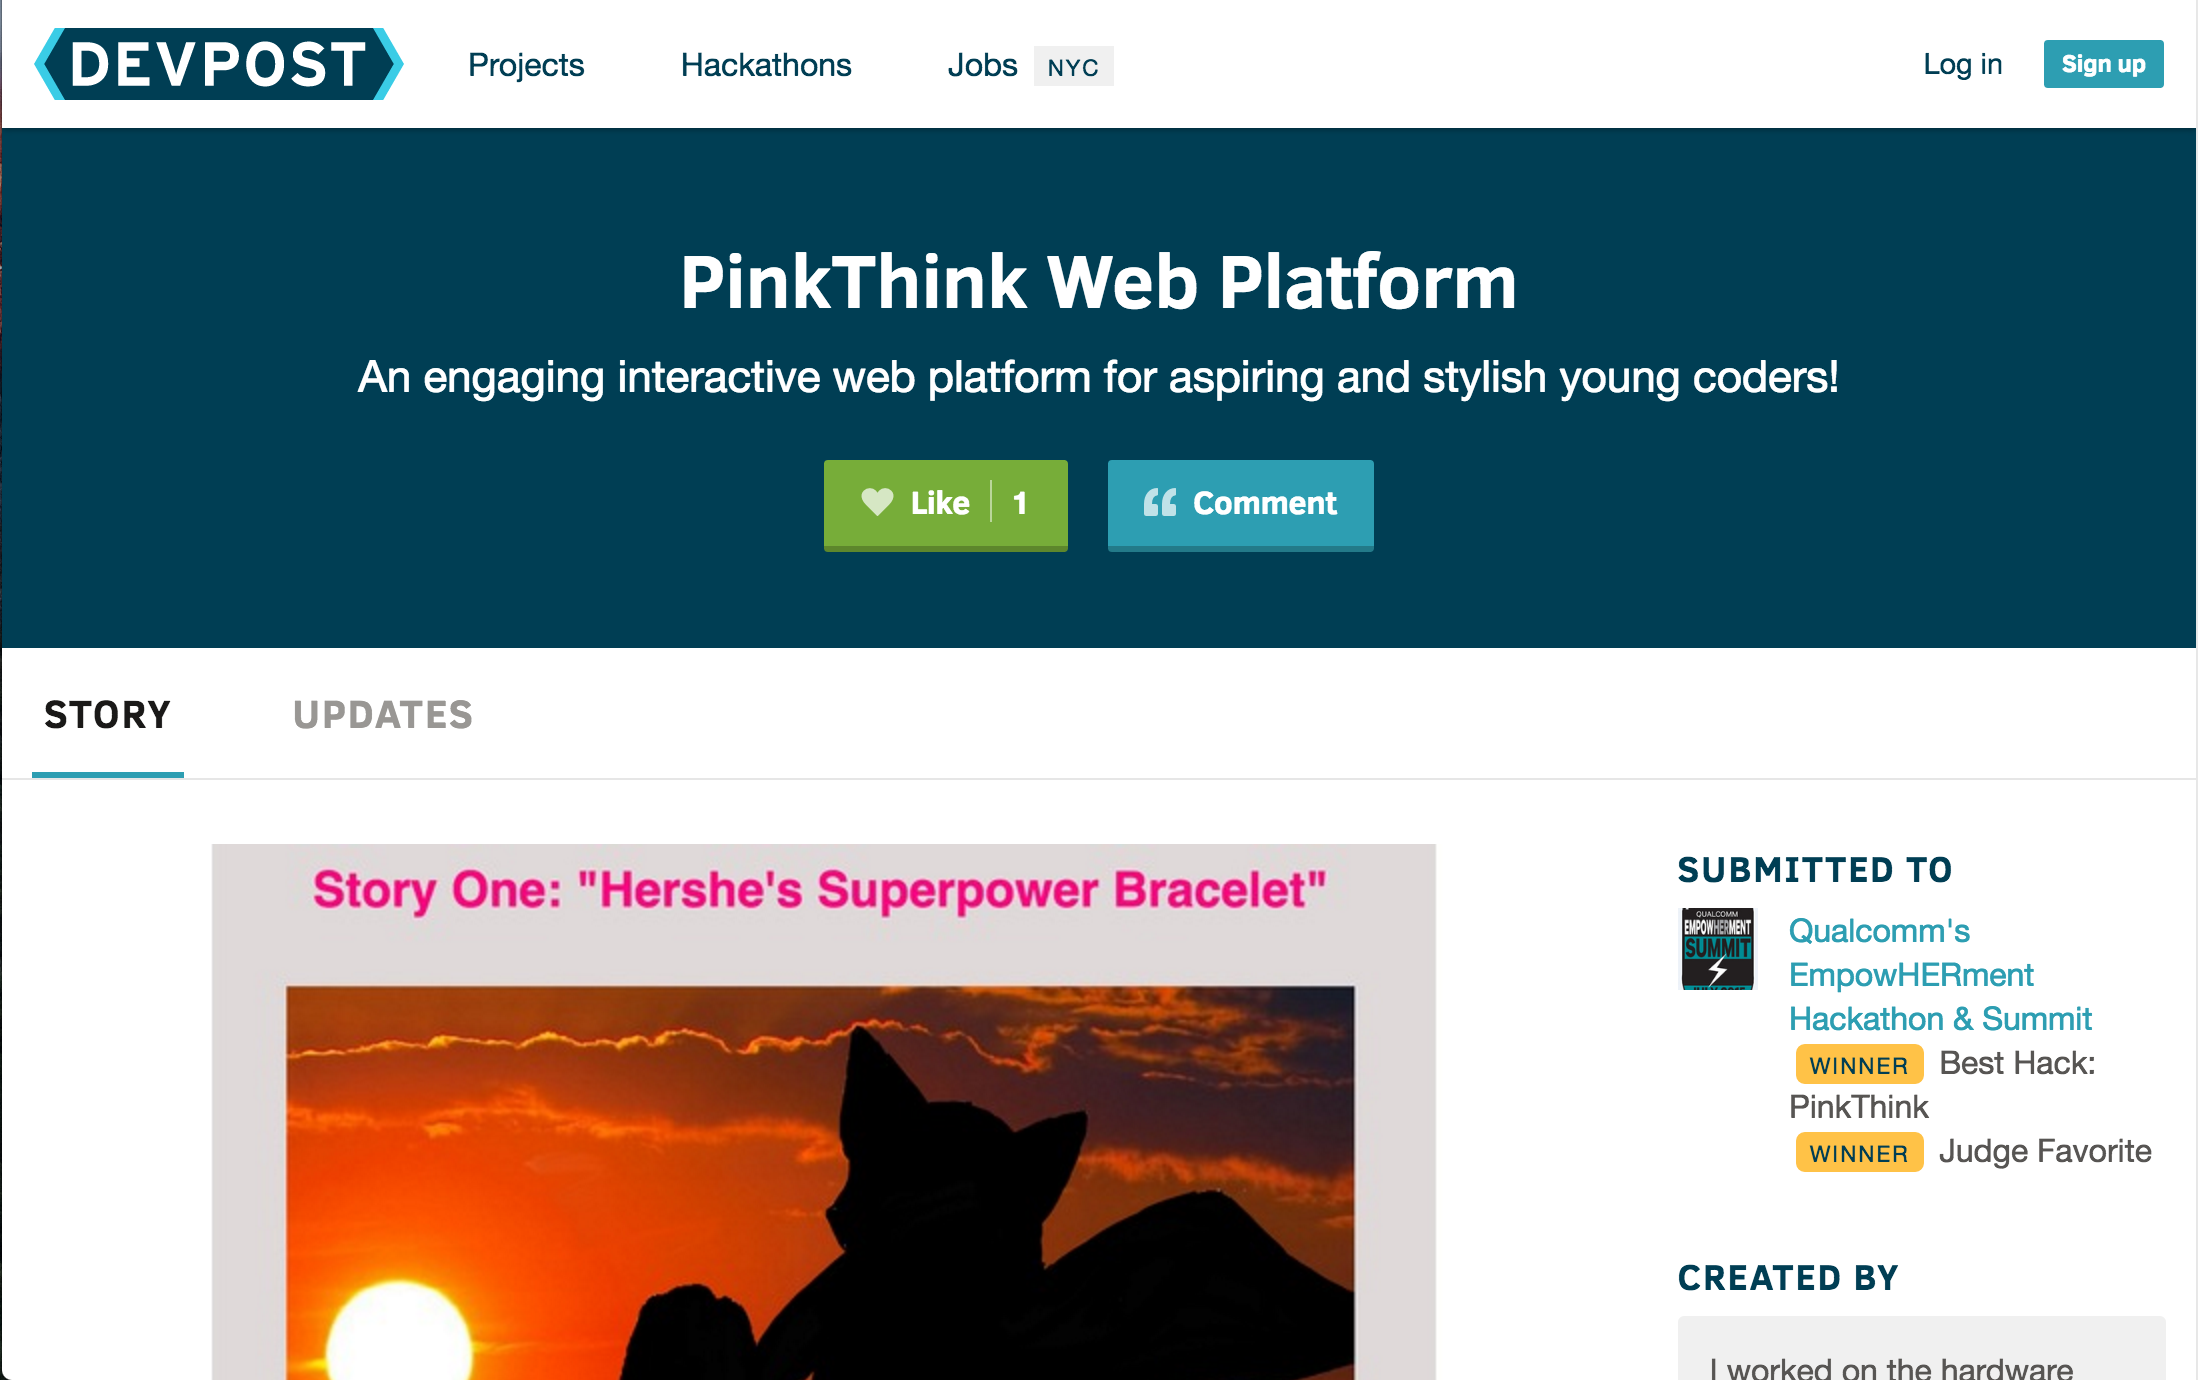 DEVPOST
Projects
Hackathons
Jobs NYC
Log in
Sign up
PinkThink Web Platform
An engaging interactive web platform for aspiring and stylish young coders!
Like 1
Comment
STORY
UPDATES
Story One: "Hershe's Superpower Bracelet"
SUBMITTED TO
QUALCOMM
EMPOWHERMENT
SUMMIT
Qualcomm's
EmpowHERment
Hackathon & Summit
WINNER Best Hack:
PinkThink
WINNER Judge Favorite
CREATED BY
I worked on the hardware